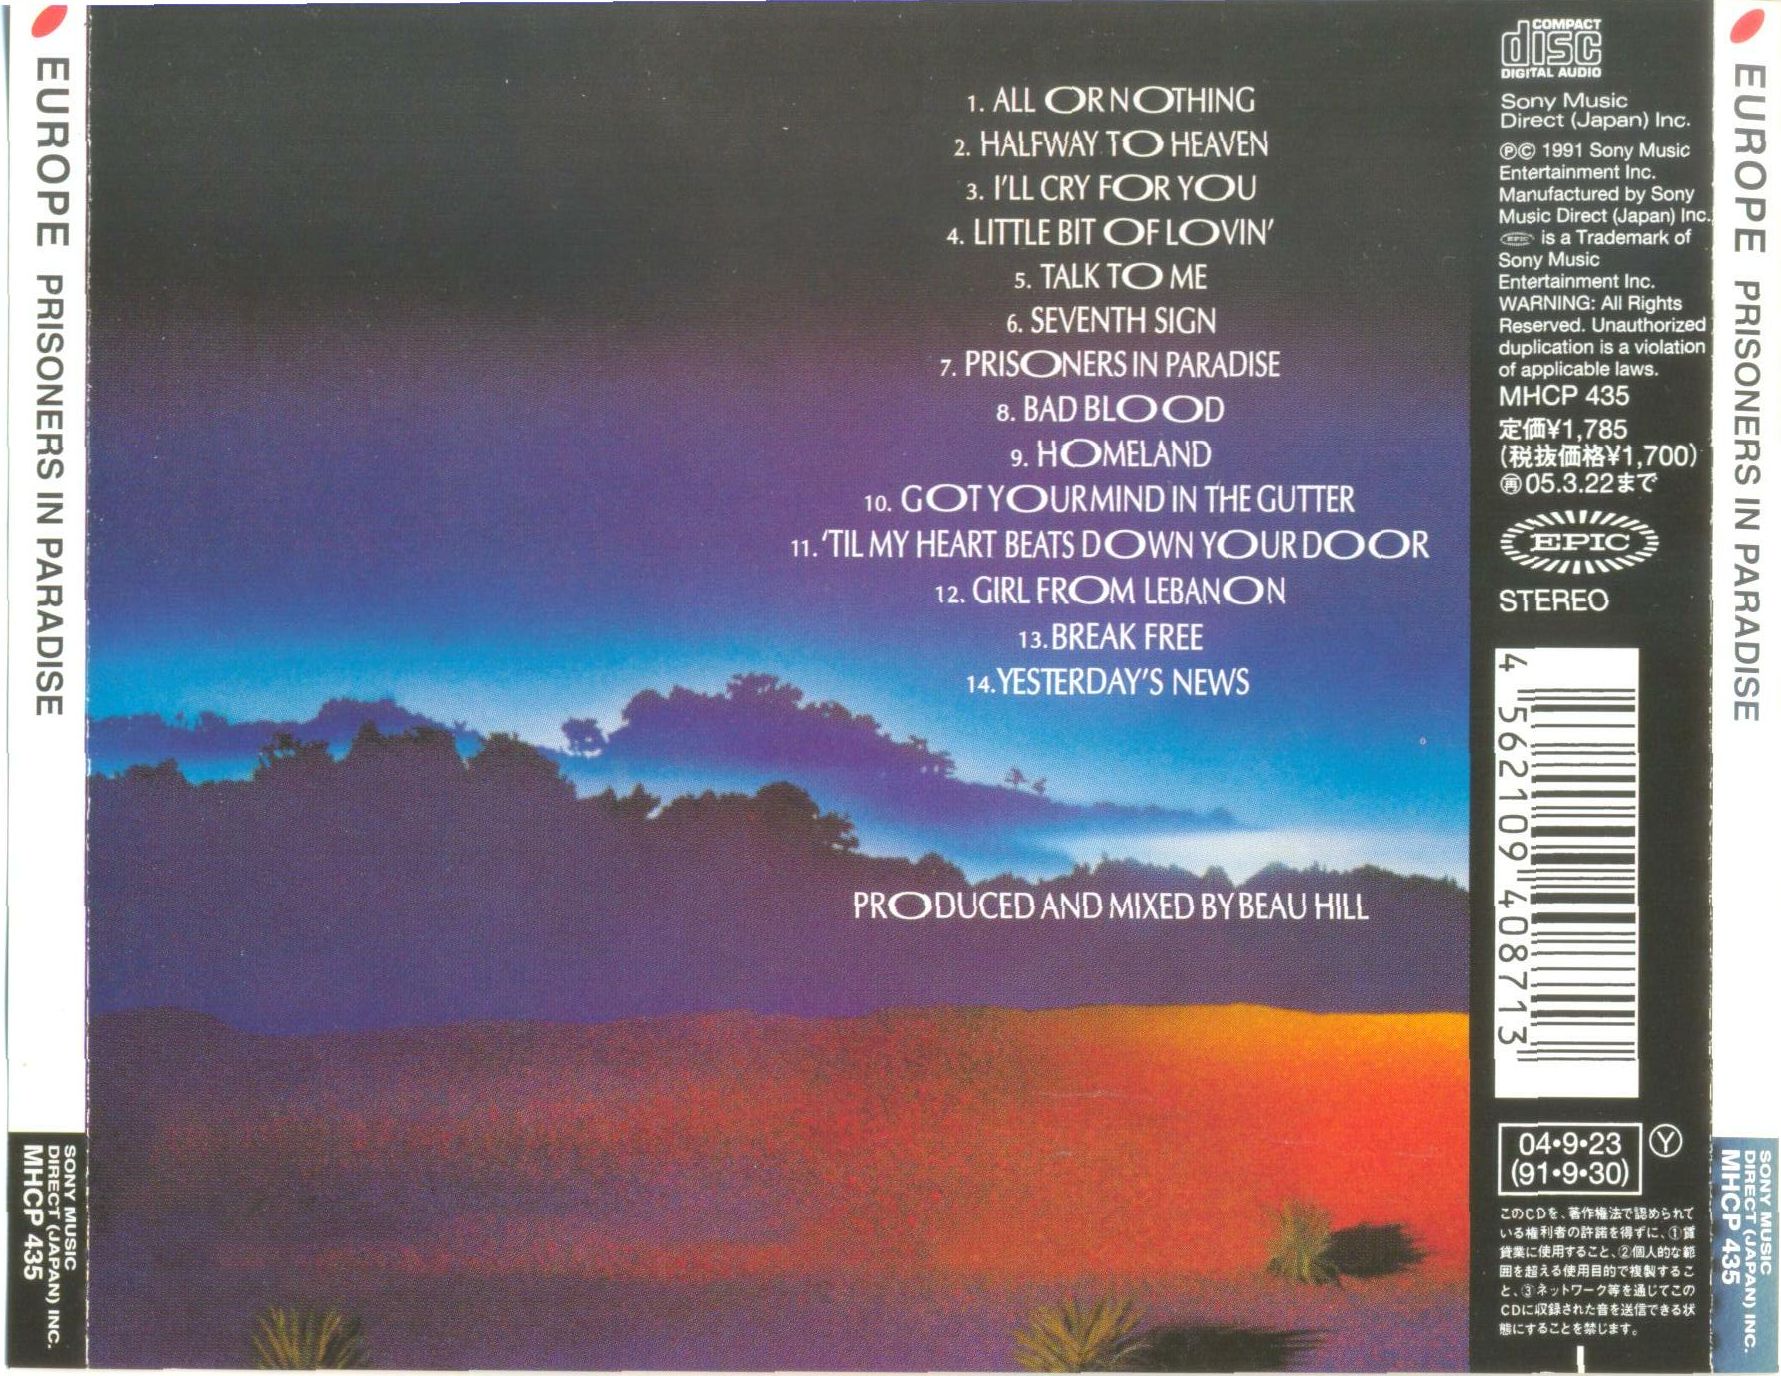 EUROPE PRISONERS IN PARADISE
SONY MUSIC
DIRECT (JAPAN) INC.
MHCP 435
1. ALL OR NOTHING
2. HALFWAY TO HEAVEN
3. I'LL CRY FOR YOU
4. LITTLE BIT OF LOVIN'
5. TALK TO ME
6. SEVENTH SIGN
7. PRISONERS IN PARADISE
8. BAD BLOOD
9. HOMELAND
10. GOT YOUR MIND IN THE GUTTER
11. 'TIL MY HEART BEATS DOWN YOUR DOOR
12. GIRL FROM LEBANON
13. BREAK FREE
14. YESTERDAY'S NEWS
PRODUCED AND MIXED BY BEAU HILL
COMPACT
disc
DIGITAL AUDIO
Sony Music
Direct (Japan) Inc.
℗© 1991 Sony Music
Entertainment Inc.
Manufactured by Sony
Music Direct (Japan) Inc.
EPIC is a Trademark of
Sony Music
Entertainment Inc.
WARNING: All Rights
Reserved. Unauthorized
duplication is a violation
of applicable laws.
MHCP 435
定価¥1,785
(税抜価格¥1,700)
㊢05.3.22まで
EPIC
STEREO
4 562109 408713
04•9•23
(91•9•30)
Ⓨ
このCDを、著作権法で認められて
いる権利者の許諾を得ずに、①賃
貸業に使用すること、②個人的な範
囲を超える使用目的で複製するこ
と、③ネットワーク等を通じてこの
CDに収録された音を送信できる状
態にすることを禁じます。
EUROPE PRISONERS IN PARADISE
SONY MUSIC
DIRECT (JAPAN) INC.
MHCP 435